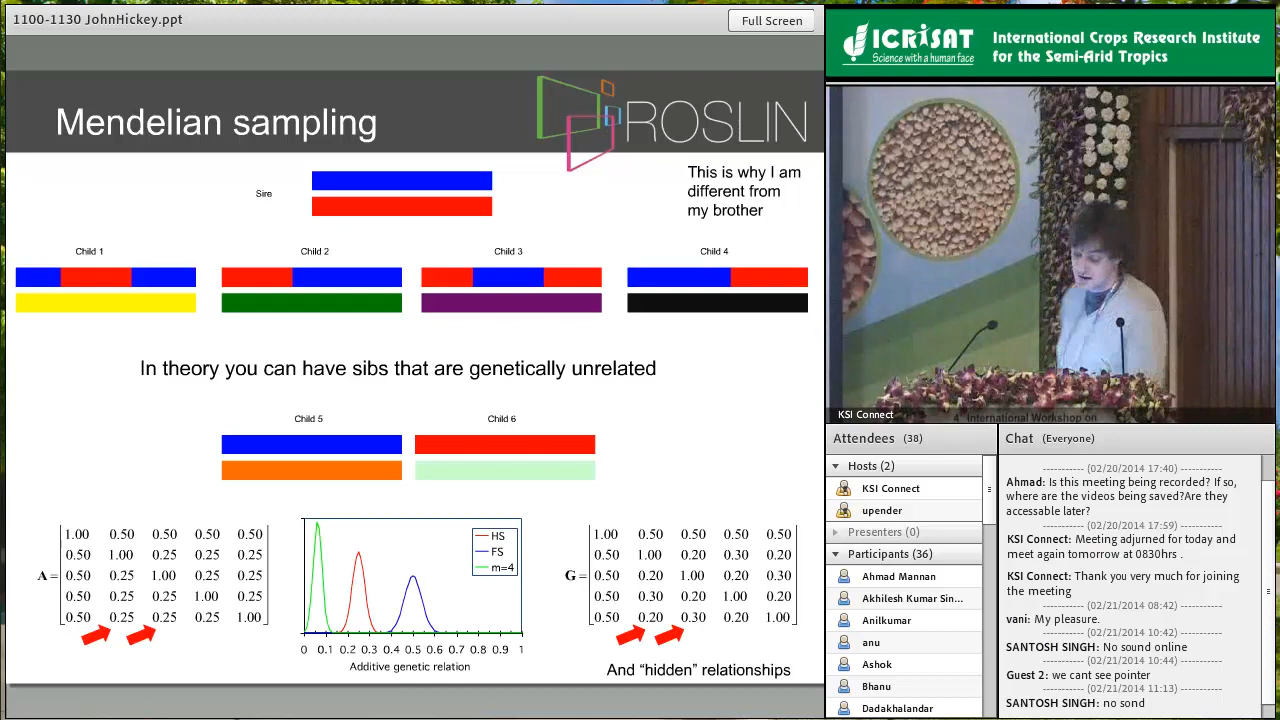 1100-1130 JohnHickey.ppt
Full Screen
Mendelian sampling
ROSLIN
This is why I am
different from
my brother
Sire
Child 1
Child 2
Child 3
Child 4
In theory you can have sibs that are genetically unrelated
Child 5
Child 6
A =
1.00 0.50 0.50 0.50 0.50
0.50 1.00 0.25 0.25 0.25
0.50 0.25 1.00 0.25 0.25
0.50 0.25 0.25 1.00 0.25
0.50 0.25 0.25 0.25 1.00
HS
FS
m=4
0 0.1 0.2 0.3 0.4 0.5 0.6 0.7 0.8 0.9 1
Additive genetic relation
G =
1.00 0.50 0.50 0.50 0.50
0.50 1.00 0.20 0.30 0.20
0.50 0.20 1.00 0.20 0.30
0.50 0.30 0.20 1.00 0.20
0.50 0.20 0.30 0.20 1.00
And “hidden” relationships
ICRISAT
Science with a human face
International Crops Research Institute
for the Semi-Arid Tropics
KSI Connect
International Workshop on
Attendees (38)
Hosts (2)
KSI Connect
upender
Presenters (0)
Participants (36)
Ahmad Mannan
Akhilesh Kumar Sin...
Anilkumar
anu
Ashok
Bhanu
Dadakhalandar
Chat (Everyone)
----------- (02/20/2014 17:40) -----------
Ahmad: Is this meeting being recorded? If so,
where are the videos being saved?Are they
accessable later?
----------- (02/20/2014 17:59) -----------
KSI Connect: Meeting adjurned for today and
meet again tomorrow at 0830hrs .
KSI Connect: Thank you very much for joining
the meeting
----------- (02/21/2014 08:42) -----------
vani: My pleasure.
----------- (02/21/2014 10:42) -----------
SANTOSH SINGH: No sound online
----------- (02/21/2014 10:44) -----------
Guest 2: we cant see pointer
----------- (02/21/2014 11:13) -----------
SANTOSH SINGH: no sond